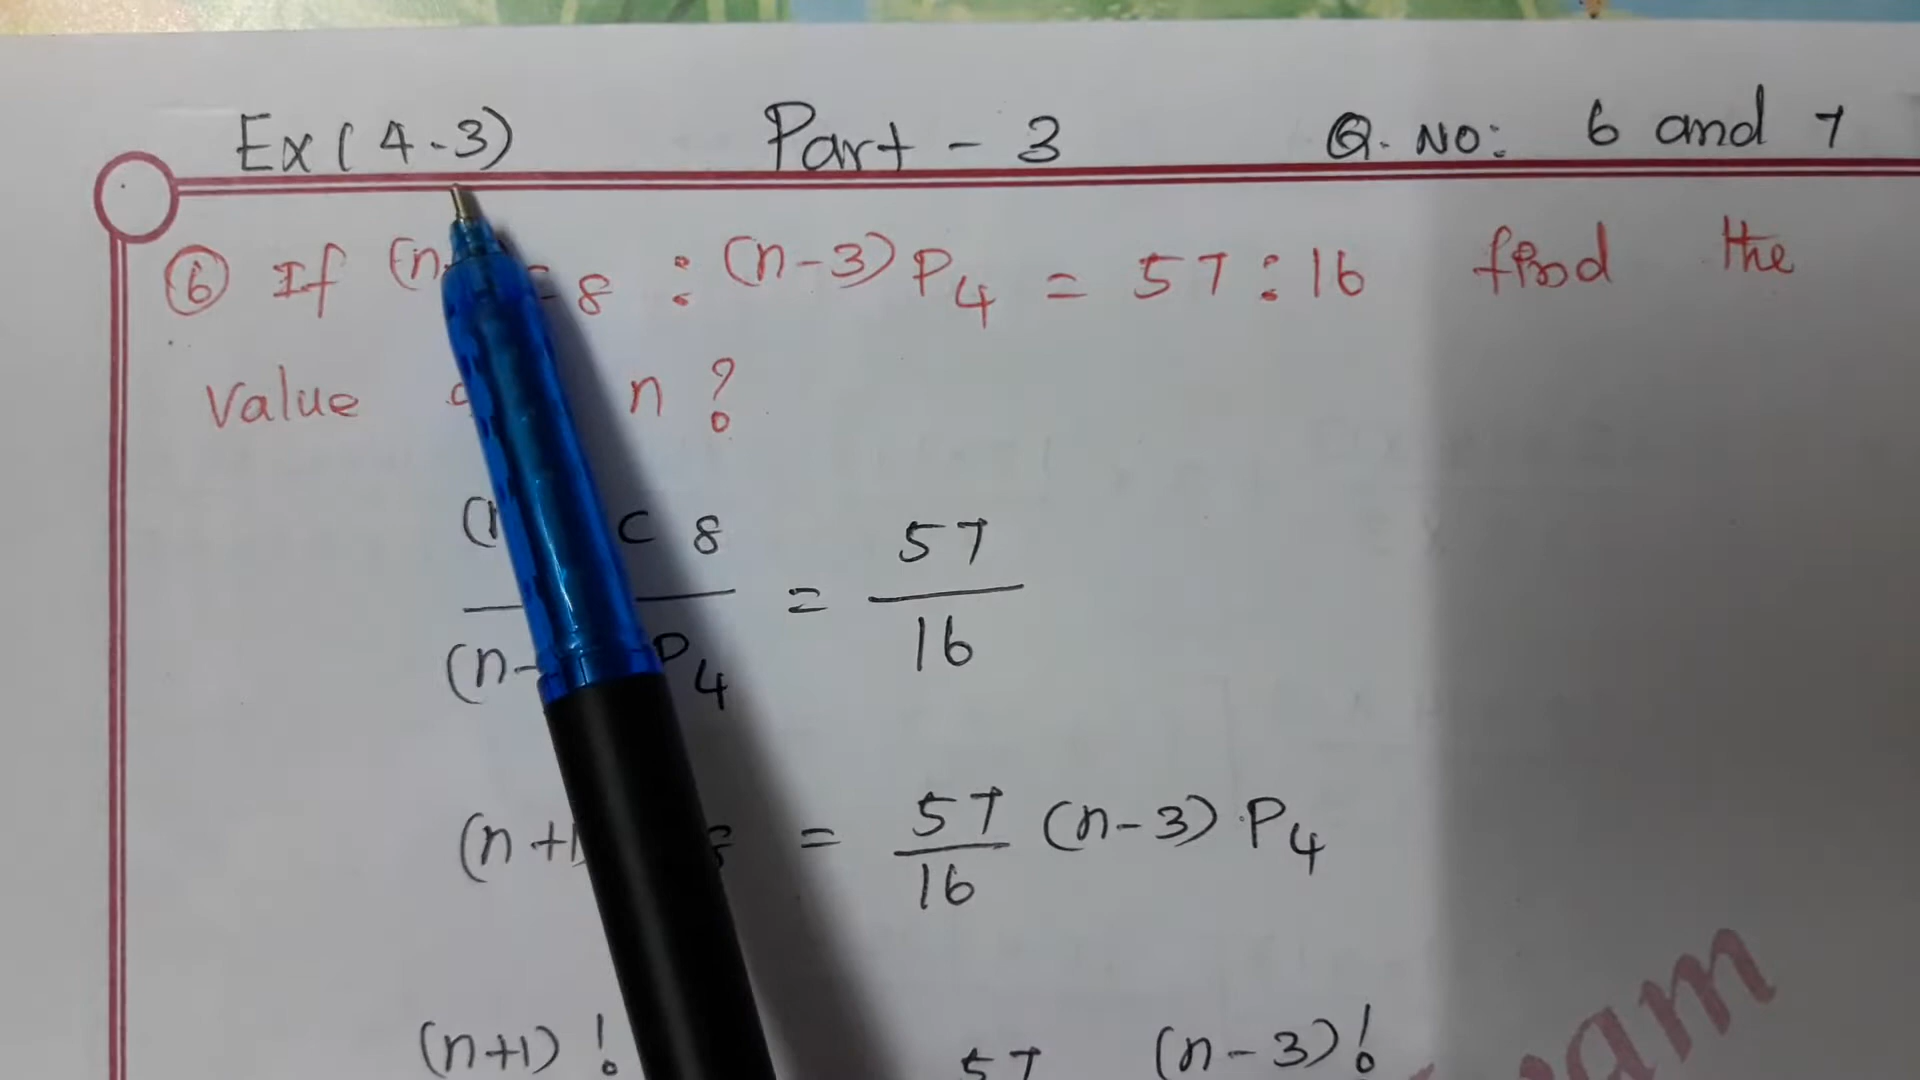 Ex(4.3) Part - 3 Q. No: 6 and 7
⑥ If (n 8 : (n-3)P4 = 57:16 find the
Value n?
C 8 57
= 
(n- P4 16
(n+1 = 57/16 (n-3) P4
(n+1)! 57 (n-3)!
am